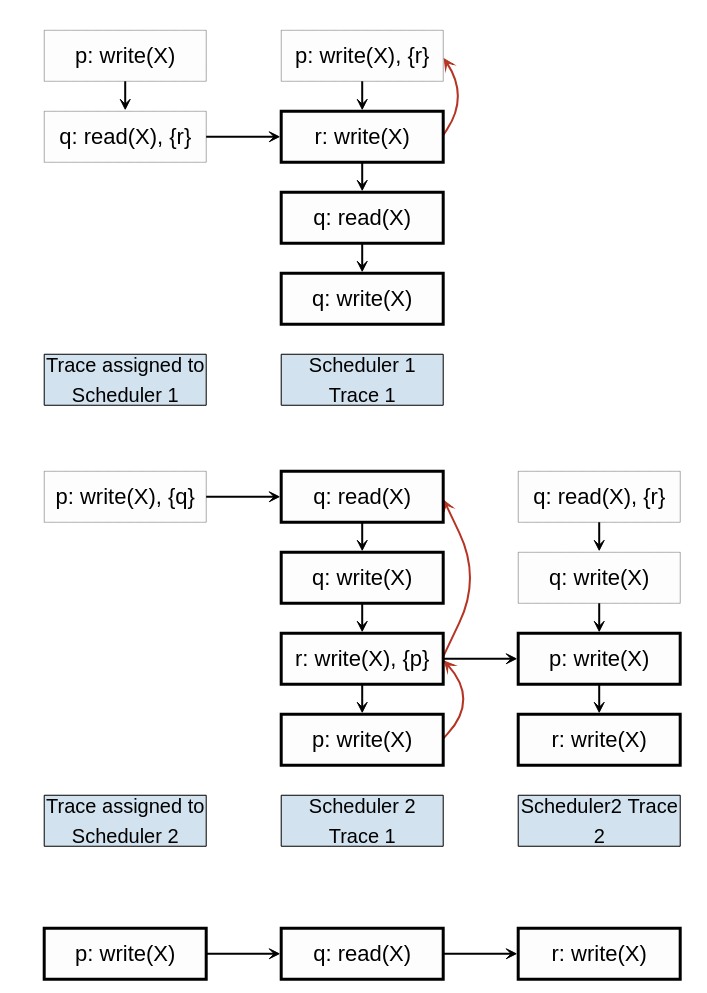 p: write(X)
p: write(X), {r}
q: read(X), {r}
r: write(X)
q: read(X)
q: write(X)
Trace assigned to
Scheduler 1
Scheduler 1
Trace 1
p: write(X), {q}
q: read(X)
q: read(X), {r}
q: write(X)
q: write(X)
r: write(X), {p}
p: write(X)
p: write(X)
r: write(X)
Trace assigned to
Scheduler 2
Scheduler 2
Trace 1
Scheduler2 Trace
2
p: write(X)
q: read(X)
r: write(X)